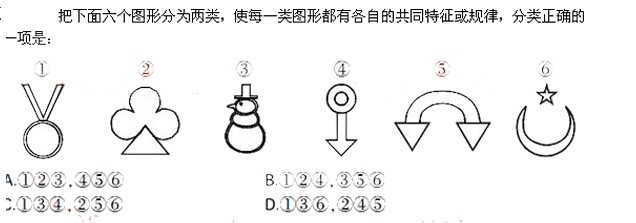 把下面六个图形分为两类，使每一类图形都有各自的共同特征或规律，分类正确的
一项是：
① ② ③ ④ ⑤ ⑥
A.①②③,④⑤⑥ B.①②④,③⑤⑥
C.①③④,②⑤⑥ D.①③⑥,②④⑤